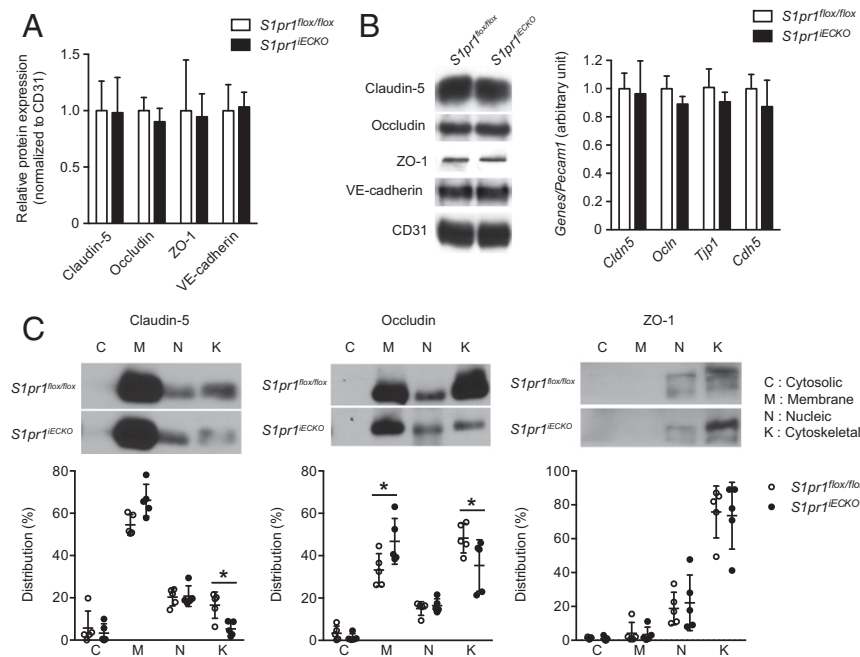 A
S1pr1flox/flox
S1pr1iECKO
Relative protein expression
(normalized to CD31)
1.5
1.0
0.5
0
Claudin-5
Occludin
ZO-1
VE-cadherin
B
S1pr1flox/flox
S1pr1iECKO
Claudin-5
Occludin
ZO-1
VE-cadherin
CD31
S1pr1flox/flox
S1pr1iECKO
Genes/Pecam1 (arbitrary unit)
1.2
1.0
0.8
0.6
0.4
0.2
0
Cldn5
Ocln
Tjp1
Cdh5
C
Claudin-5
C M N K
S1pr1flox/flox
S1pr1iECKO
Distribution (%)
80
60
40
20
0
*
C M N K
Occludin
C M N K
S1pr1flox/flox
S1pr1iECKO
Distribution (%)
80
60
40
20
0
*
*
C M N K
ZO-1
C M N K
S1pr1flox/flox
S1pr1iECKO
C : Cytosolic
M : Membrane
N : Nucleic
K : Cytoskeletal
Distribution (%)
100
80
60
40
20
0
C M N K
S1pr1flox/flo
S1pr1iECKO